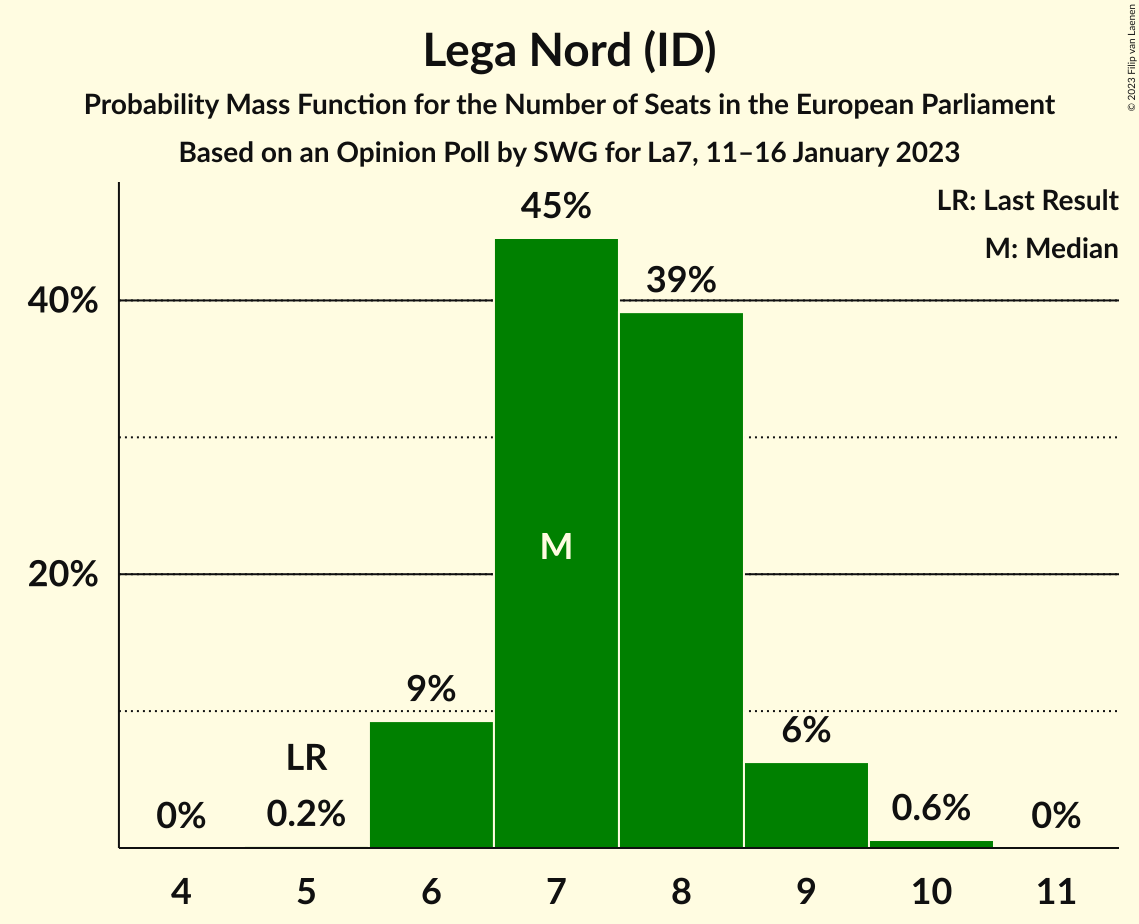 Lega Nord (ID)
Probability Mass Function for the Number of Seats in the European Parliament
Based on an Opinion Poll by SWG for La7, 11–16 January 2023
© 2023 Filip van Laenen
LR: Last Result
M: Median
45%
39%
40%
M
20%
9%
6%
LR
0%
0.2%
0.6%
0%
4
5
6
7
8
9
10
11